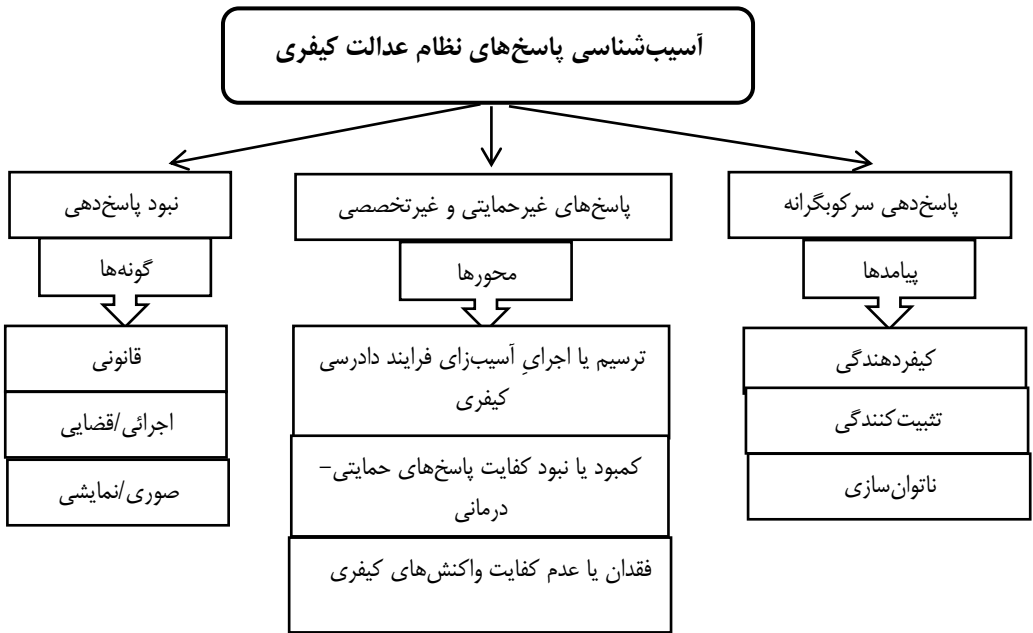 آسیب‌شناسی پاسخ‌های نظام عدالت کیفری
پاسخ‌دهی سرکوبگرانه
پیامدها
کیفردهندگی
تثبیت‌کنندگی
ناتوان‌سازی
پاسخ‌های غیرحمایتی و غیرتخصصی
محورها
ترسیم یا اجرایِ آسیب‌زای فرایند دادرسی
کیفری
کمبود یا نبود کفایت پاسخ‌های حمایتی-
درمانی
فقدان یا عدم کفایت واکنش‌های کیفری
نبود پاسخ‌دهی
گونه‌ها
قانونی
اجرائی/قضایی
صوری/نمایشی